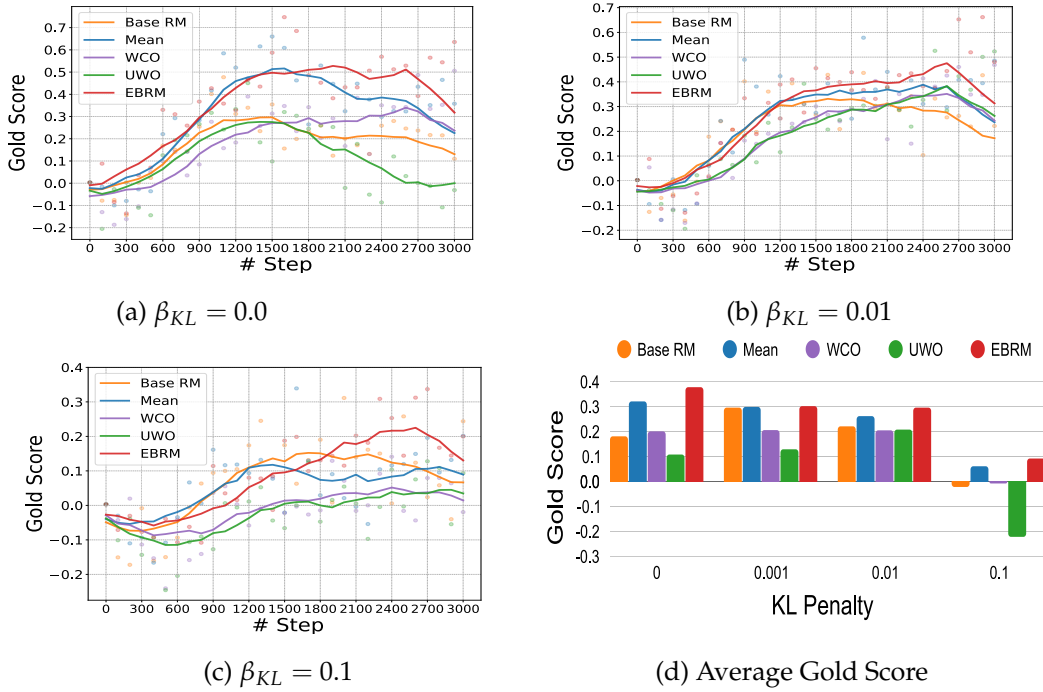 0.7
0.6
0.5
0.4
0.3
0.2
0.1
0.0
−0.1
−0.2
Gold Score
Base RM
Mean
WCO
UWO
EBRM
0 300 600 900 1200 1500 1800 2100 2400 2700 3000
# Step
(a) βKL = 0.0
0.7
0.6
0.5
0.4
0.3
0.2
0.1
0.0
−0.1
−0.2
Gold Score
Base RM
Mean
WCO
UWO
EBRM
0 300 600 900 1200 1500 1800 2100 2400 2700 3000
# Step
(b) βKL = 0.01
0.4
0.3
0.2
0.1
0.0
−0.1
−0.2
Gold Score
Base RM
Mean
WCO
UWO
EBRM
0 300 600 900 1200 1500 1800 2100 2400 2700 3000
# Step
(c) βKL = 0.1
Base RM Mean WCO UWO EBRM
0.4
0.3
0.2
0.1
0.0
-0.1
-0.2
-0.3
Gold Score
0 0.001 0.01 0.1
KL Penalty
(d) Average Gold Score